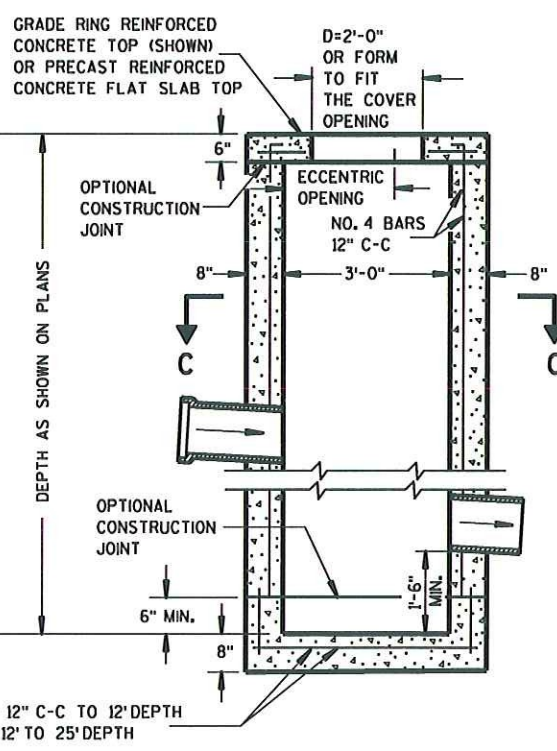 GRADE RING REINFORCED
CONCRETE TOP (SHOWN)
OR PRECAST REINFORCED
CONCRETE FLAT SLAB TOP
D=2'-0"
OR FORM
TO FIT
THE COVER
OPENING
6"
OPTIONAL
CONSTRUCTION
JOINT
ECCENTRIC
OPENING
NO. 4 BARS
12" C-C
8"
3'-0"
8"
C
C
DEPTH AS SHOWN ON PLANS
OPTIONAL
CONSTRUCTION
JOINT
1'-6"
MIN.
6" MIN.
8"
12" C-C TO 12' DEPTH
12' TO 25' DEPTH